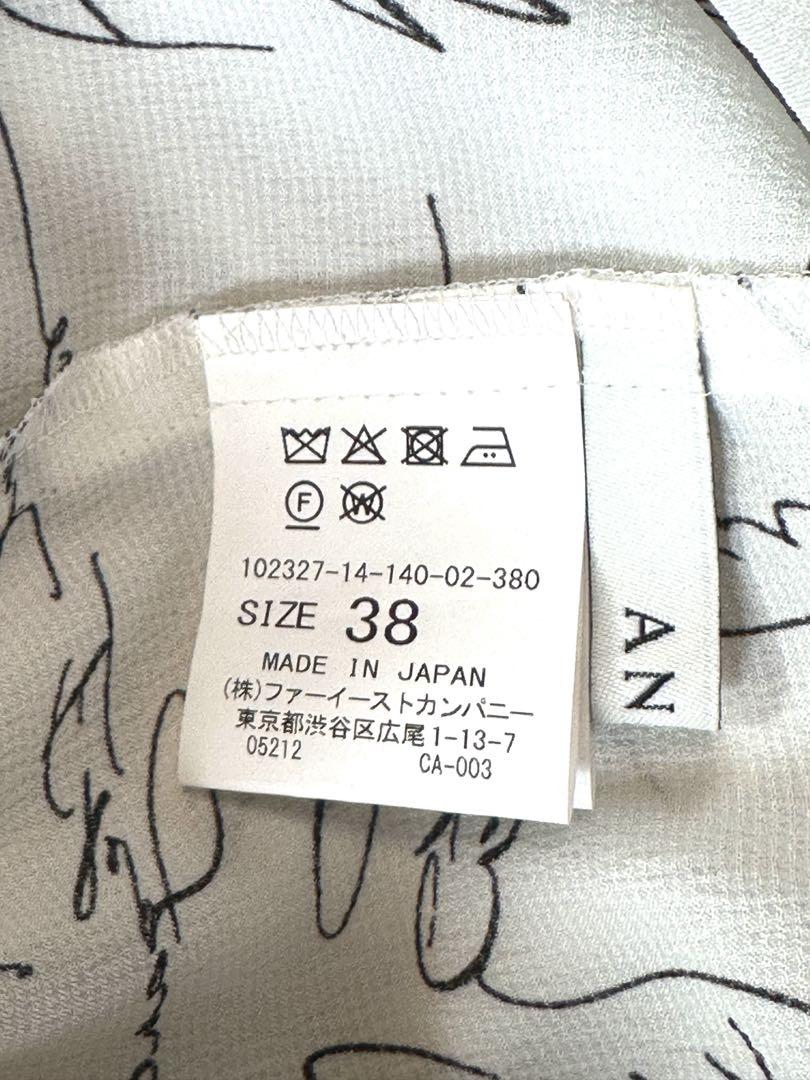 F W
102327-14-140-02-380
SIZE 38
MADE IN JAPAN
(株)ファーイーストカンパニー
東京都渋谷区広尾1-13-7
05212 CA-003
AN